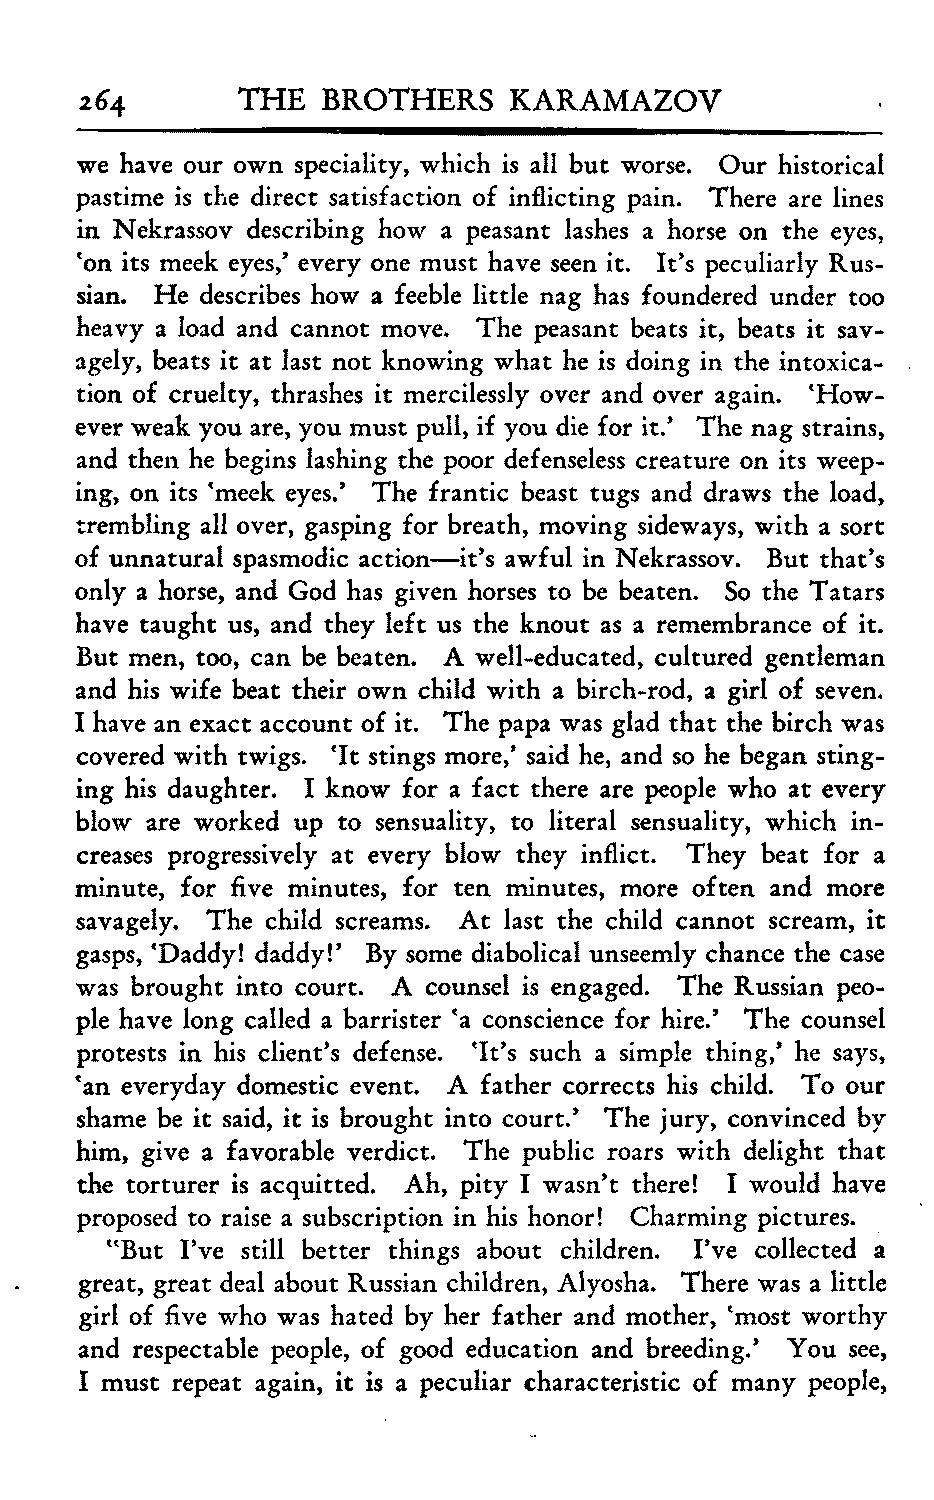 264 THE BROTHERS KARAMAZOV
we have our own speciality, which is all but worse. Our historical
pastime is the direct satisfaction of inflicting pain. There are lines
in Nekrassov describing how a peasant lashes a horse on the eyes,
'on its meek eyes,' every one must have seen it. It's peculiarly Rus-
sian. He describes how a feeble little nag has foundered under too
heavy a load and cannot move. The peasant beats it, beats it sav-
agely, beats it at last not knowing what he is doing in the intoxica-
tion of cruelty, thrashes it mercilessly over and over again. 'How-
ever weak you are, you must pull, if you die for it.' The nag strains,
and then he begins lashing the poor defenseless creature on its weep-
ing, on its 'meek eyes.' The frantic beast tugs and draws the load,
trembling all over, gasping for breath, moving sideways, with a sort
of unnatural spasmodic action—it's awful in Nekrassov. But that's
only a horse, and God has given horses to be beaten. So the Tatars
have taught us, and they left us the knout as a remembrance of it.
But men, too, can be beaten. A well-educated, cultured gentleman
and his wife beat their own child with a birch-rod, a girl of seven.
I have an exact account of it. The papa was glad that the birch was
covered with twigs. 'It stings more,' said he, and so he began sting-
ing his daughter. I know for a fact there are people who at every
blow are worked up to sensuality, to literal sensuality, which in-
creases progressively at every blow they inflict. They beat for a
minute, for five minutes, for ten minutes, more often and more
savagely. The child screams. At last the child cannot scream, it
gasps, 'Daddy! daddy!' By some diabolical unseemly chance the case
was brought into court. A counsel is engaged. The Russian peo-
ple have long called a barrister 'a conscience for hire.' The counsel
protests in his client's defense. 'It's such a simple thing,' he says,
'an everyday domestic event. A father corrects his child. To our
shame be it said, it is brought into court.' The jury, convinced by
him, give a favorable verdict. The public roars with delight that
the torturer is acquitted. Ah, pity I wasn't there! I would have
proposed to raise a subscription in his honor! Charming pictures.
"But I've still better things about children. I've collected a
great, great deal about Russian children, Alyosha. There was a little
girl of five who was hated by her father and mother, 'most worthy
and respectable people, of good education and breeding.' You see,
I must repeat again, it is a peculiar characteristic of many people,